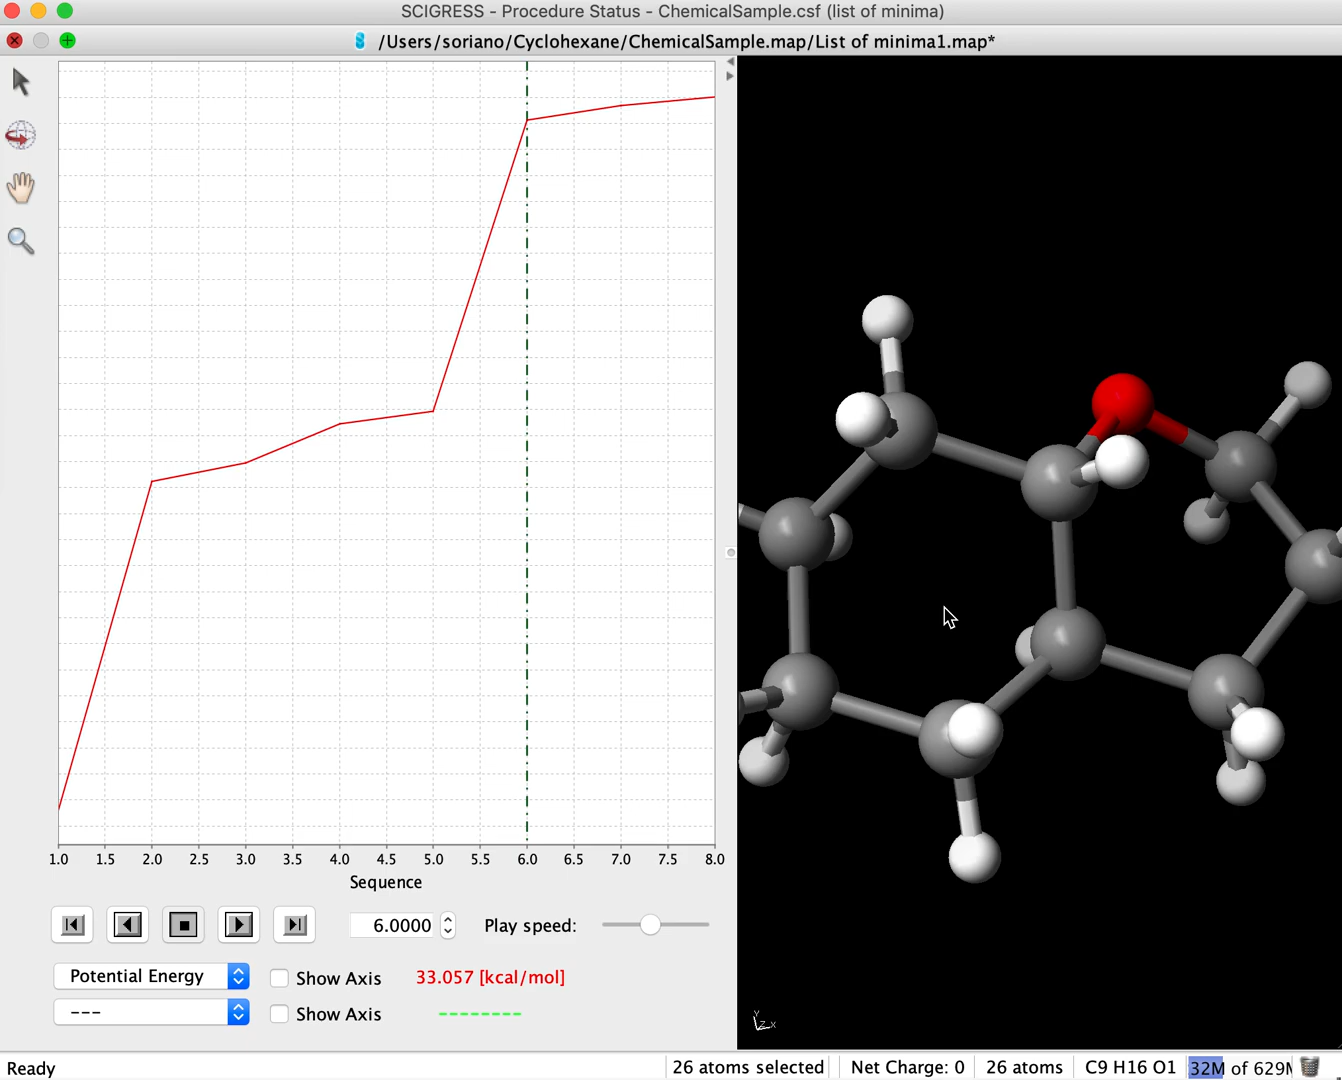 SCIGRESS - Procedure Status - ChemicalSample.csf (list of minima)
/Users/soriano/Cyclohexane/ChemicalSample.map/List of minima1.map*
1.0 1.5 2.0 2.5 3.0 3.5 4.0 4.5 5.0 5.5 6.0 6.5 7.0 7.5 8.0
Sequence
6.0000 Play speed:
Potential Energy Show Axis 33.057 [kcal/mol]
--- Show Axis --------
Y
Z X
Ready 26 atoms selected Net Charge: 0 26 atoms C9 H16 O1 32M of 629M